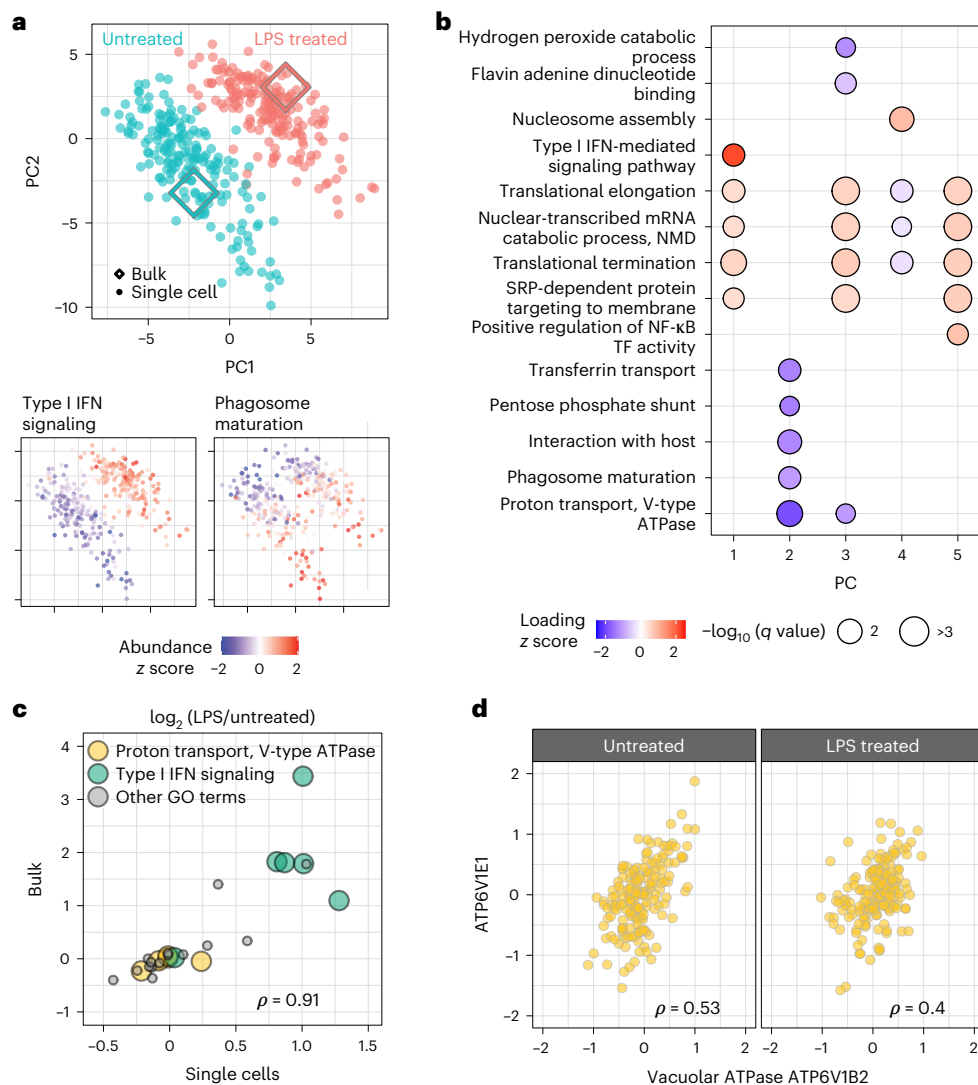 a
Untreated
LPS treated
5
0
−5
−10
PC2
Bulk
Single cell
−5
0
5
PC1
Type I IFN
signaling
Phagosome
maturation
Abundance
z score
−2
0
2
b
Hydrogen peroxide catabolic
process
Flavin adenine dinucleotide
binding
Nucleosome assembly
Type I IFN-mediated
signaling pathway
Translational elongation
Nuclear-transcribed mRNA
catabolic process, NMD
Translational termination
SRP-dependent protein
targeting to membrane
Positive regulation of NF-κB
TF activity
Transferrin transport
Pentose phosphate shunt
Interaction with host
Phagosome maturation
Proton transport, V-type
ATPase
1 2 3 4 5
PC
Loading
z score
−2 0 2
−log10 (q value)
2
>3
c
log2 (LPS/untreated)
Proton transport, V-type ATPase
Type I IFN signaling
Other GO terms
4
3
2
1
0
−1
Bulk
ρ = 0.91
−0.5 0 0.5 1.0 1.5
Single cells
d
Untreated
LPS treated
2
1
0
−1
−2
ATP6V1E1
ρ = 0.53
ρ = 0.4
−2 −1 0 1 2
−2 −1 0 1 2
Vacuolar ATPase ATP6V1B2